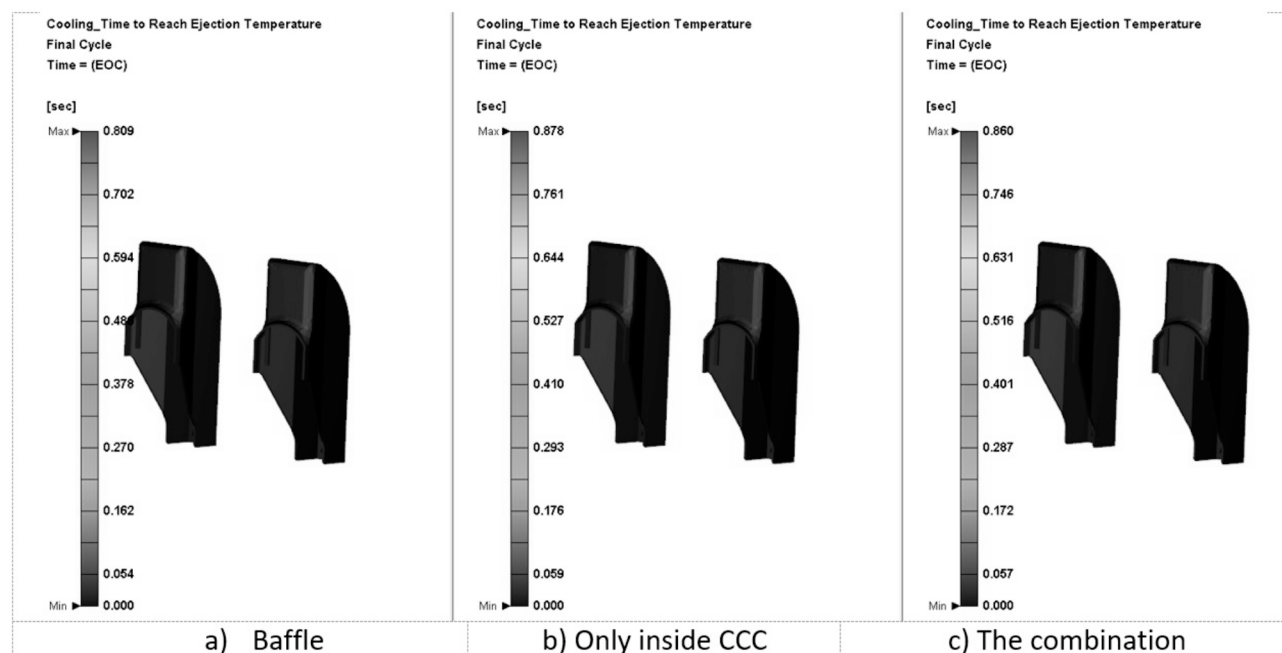 Cooling_Time to Reach Ejection Temperature
Final Cycle
Time = (EOC)
[sec]
Max 0.809
0.702
0.594
0.486
0.378
0.270
0.162
0.054
Min 0.000
a) Baffle
Cooling_Time to Reach Ejection Temperature
Final Cycle
Time = (EOC)
[sec]
Max 0.878
0.761
0.644
0.527
0.410
0.293
0.176
0.059
Min 0.000
b) Only inside CCC
Cooling_Time to Reach Ejection Temperature
Final Cycle
Time = (EOC)
[sec]
Max 0.860
0.746
0.631
0.516
0.401
0.287
0.172
0.057
Min 0.000
c) The combination